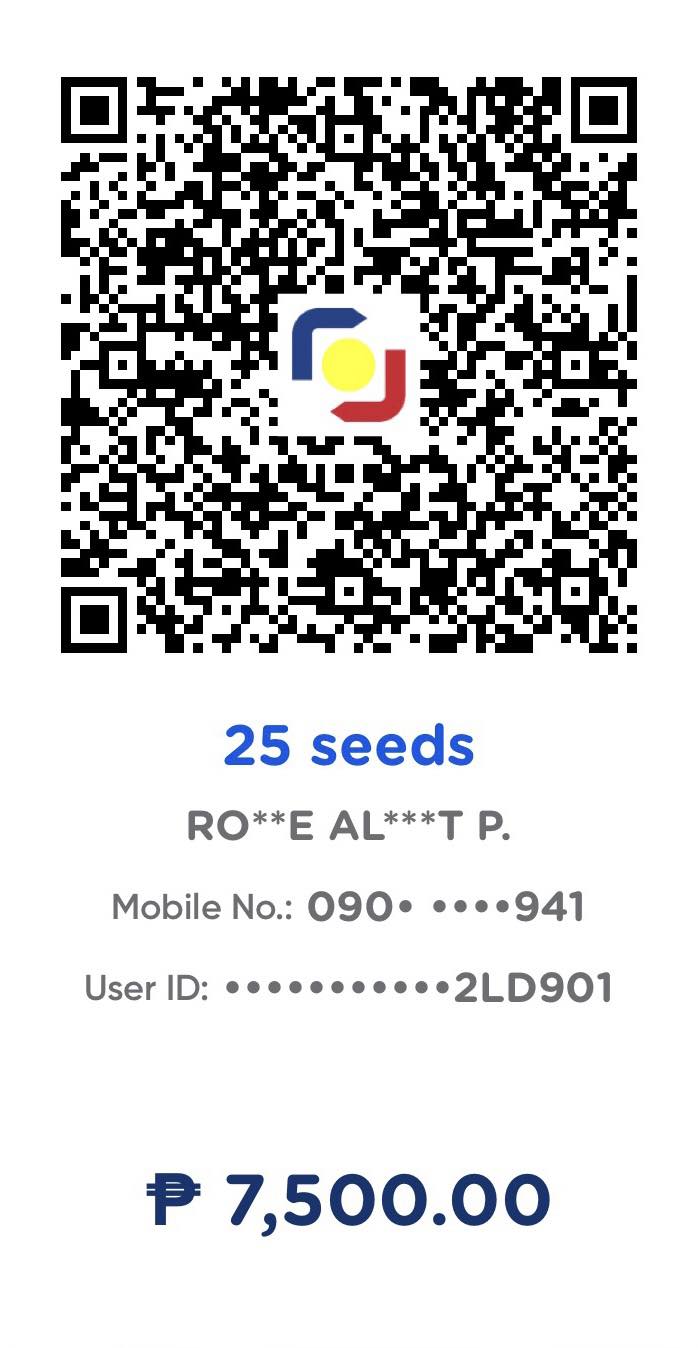 25 seeds
RO**E AL***T P.
Mobile No.: 090• ••••941
User ID: •••••••••••2LD901
₱ 7,500.00